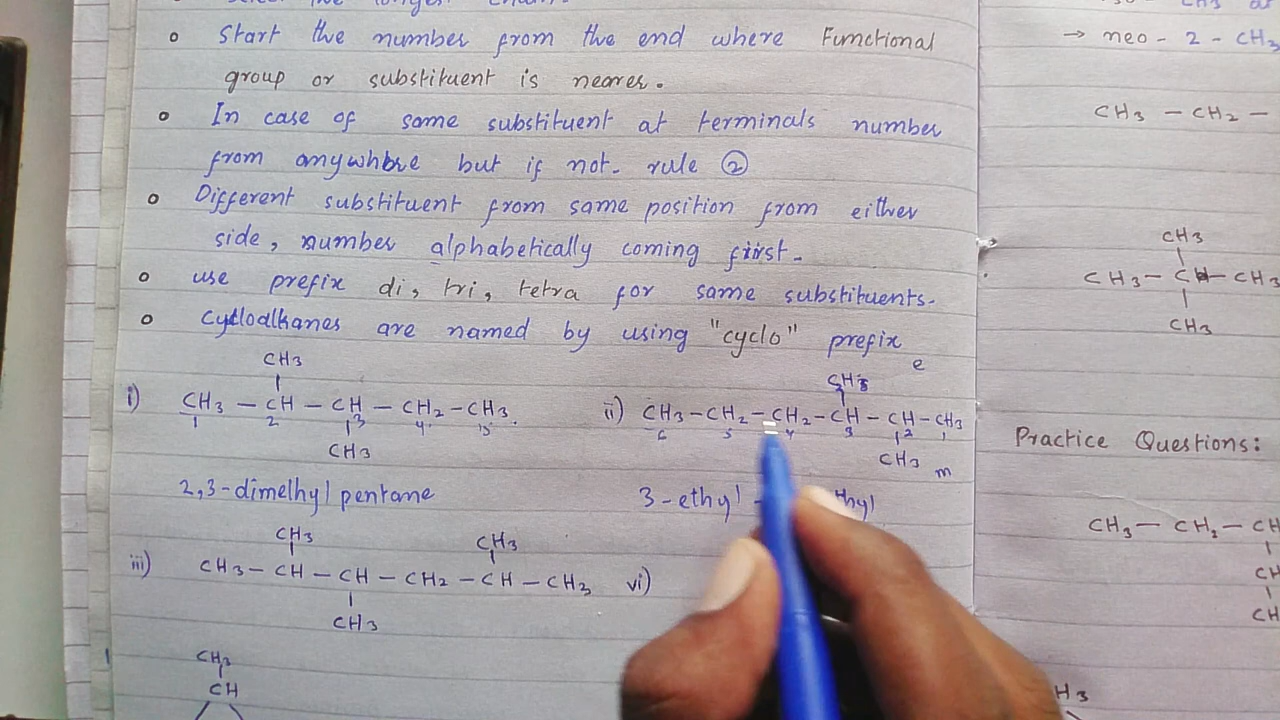 Start the number from the end where Functional
group or substituent is nearer.
In case of same substituent at terminals number
from anywhbre but if not. rule ②
Different substituent from same position from either
side, number alphabetically coming first.
use prefix di, tri, tetra for same substituents.
Cycloalkanes are named by using "cyclo" prefix
e
CH3
i) CH3 – CH – CH – CH2 – CH3.
1 2 3 4 5
CH3
2,3-dimethyl pentane
ii) CH3 – CH2 – CH2 – CH – CH – CH3
6 5 4 3 2 1
CH3 m
3-ethyl
CH3 CH3
iii) CH3 – CH – CH – CH2 – CH – CH3
CH3
vi)
CH3
CH
CH3
→ neo - 2 - CH3
CH3 – CH2 –
CH3
CH3 – C – CH3
CH3
Practice Questions:
CH3 – CH2 – CH
CH
CH
H3